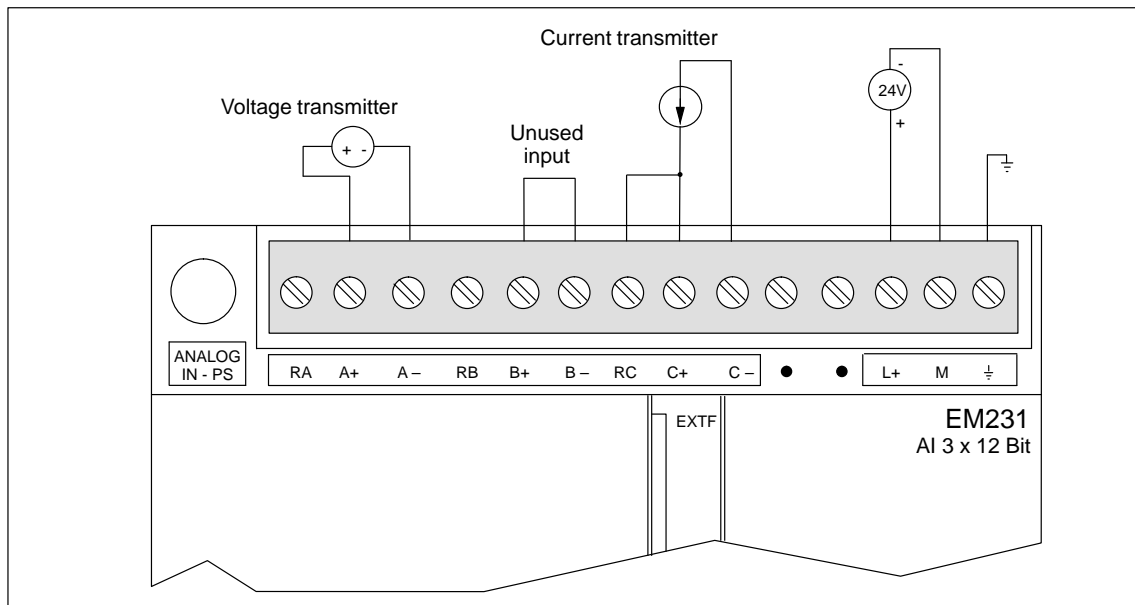 Current transmitter
Voltage transmitter
Unused
input
-
24V
+
+ -
ANALOG
IN - PS
RA A+ A – RB B+ B – RC C+ C – ● ● L+ M ⏚
EXTF
EM231
AI 3 x 12 Bit